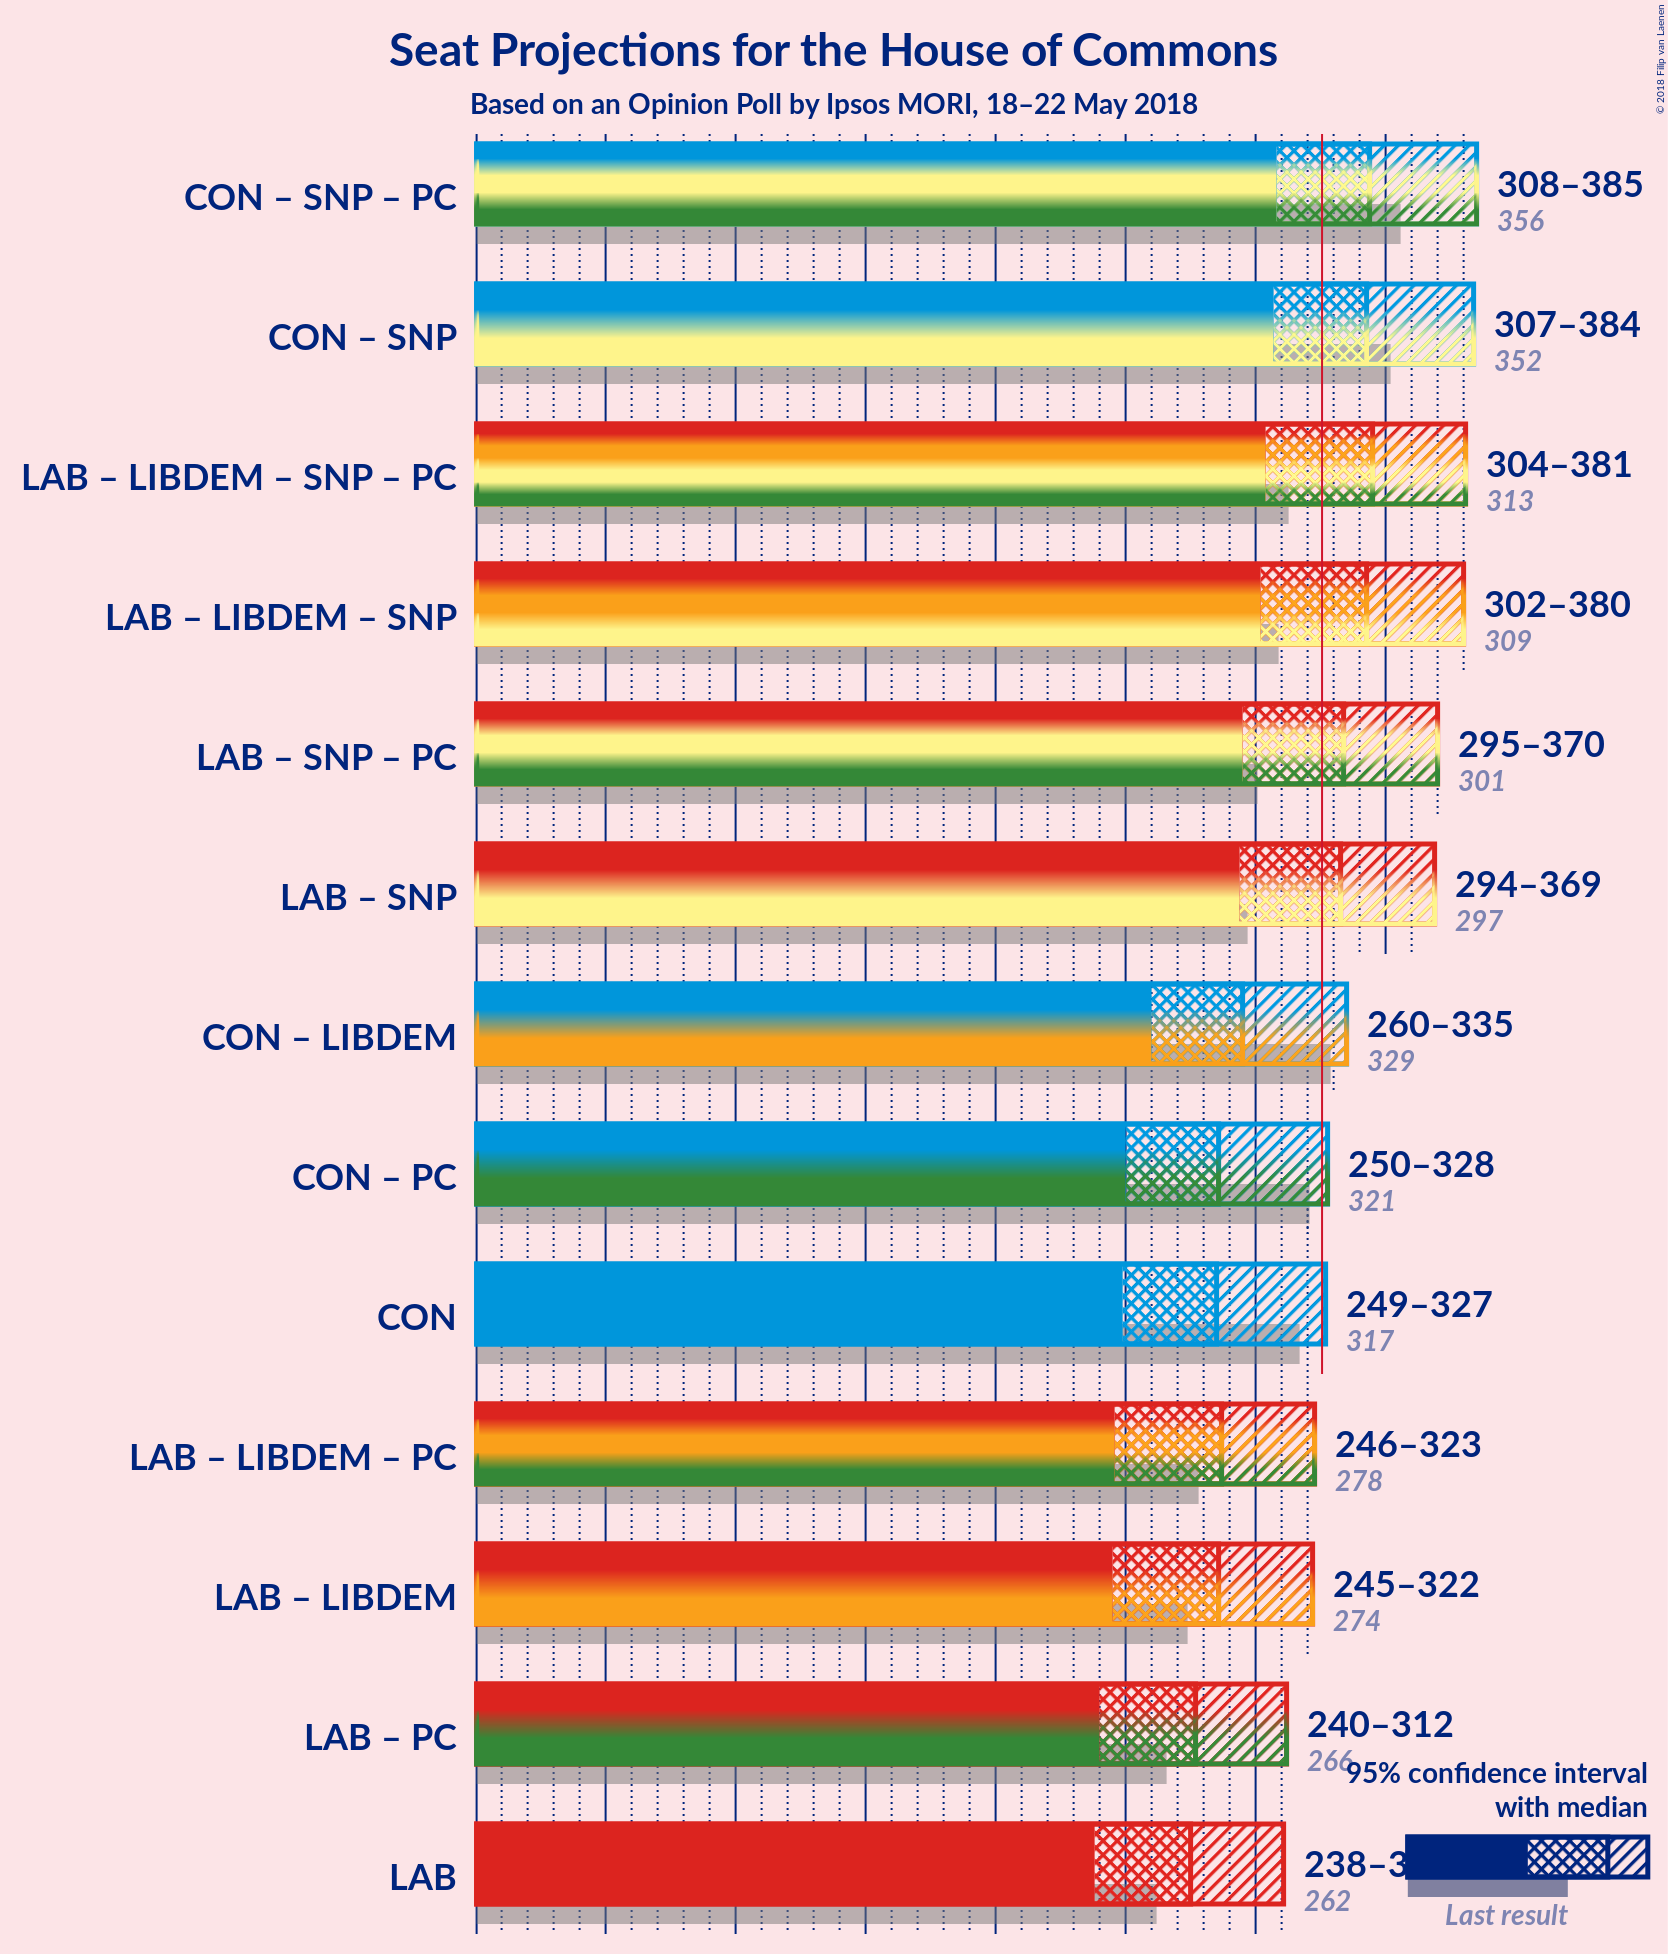 Seat Projections for the House of Commons
Based on an Opinion Poll by Ipsos MORI, 18–22 May 2018
© 2018 Filip van Laenen
CON – SNP – PC
308–385
356
CON – SNP
307–384
352
LAB – LIBDEM – SNP – PC
304–381
313
LAB – LIBDEM – SNP
302–380
309
LAB – SNP – PC
295–370
301
LAB – SNP
294–369
297
CON – LIBDEM
260–335
329
CON – PC
250–328
321
CON
249–327
317
LAB – LIBDEM – PC
246–323
278
LAB – LIBDEM
245–322
274
LAB – PC
240–312
266
95% confidence interval
with median
LAB
238–3
262
Last result